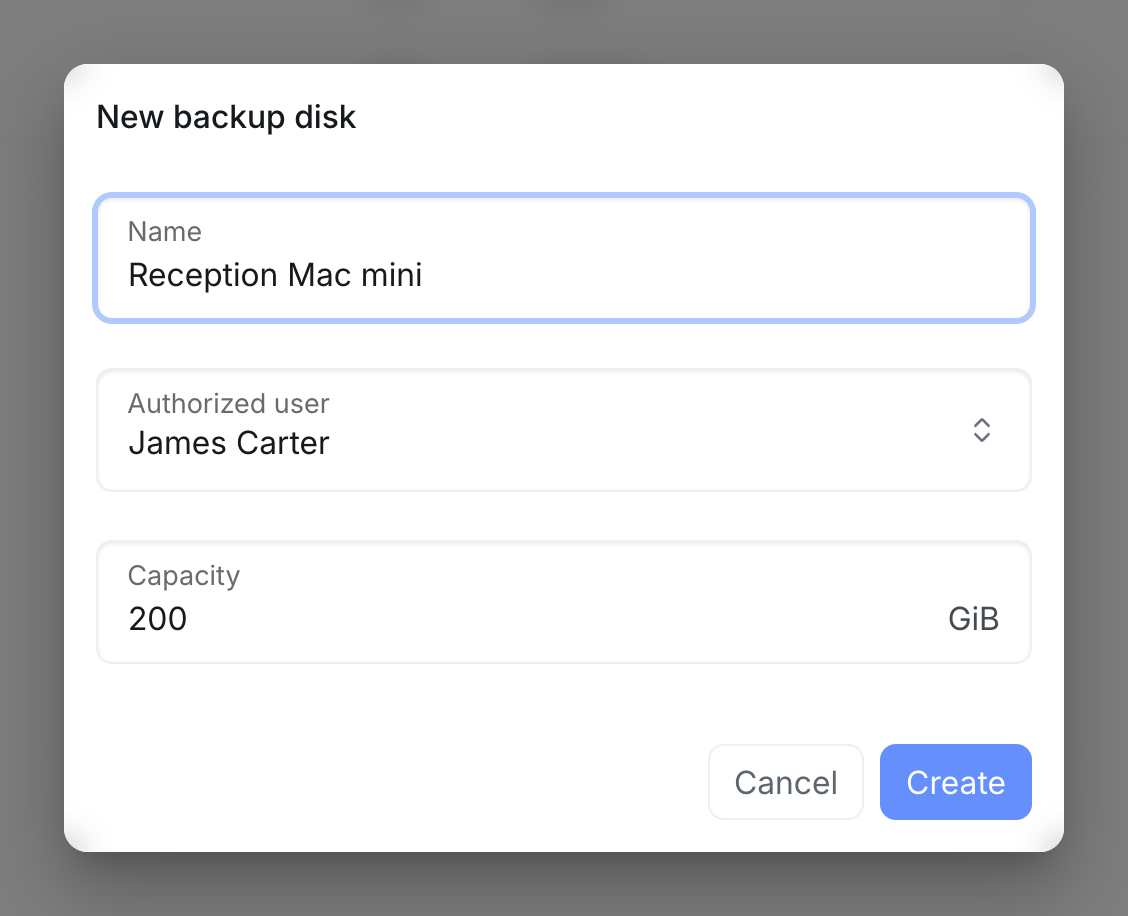 New backup disk
Name
Reception Mac mini
Authorized user
James Carter
Capacity
200 GiB
Cancel Create